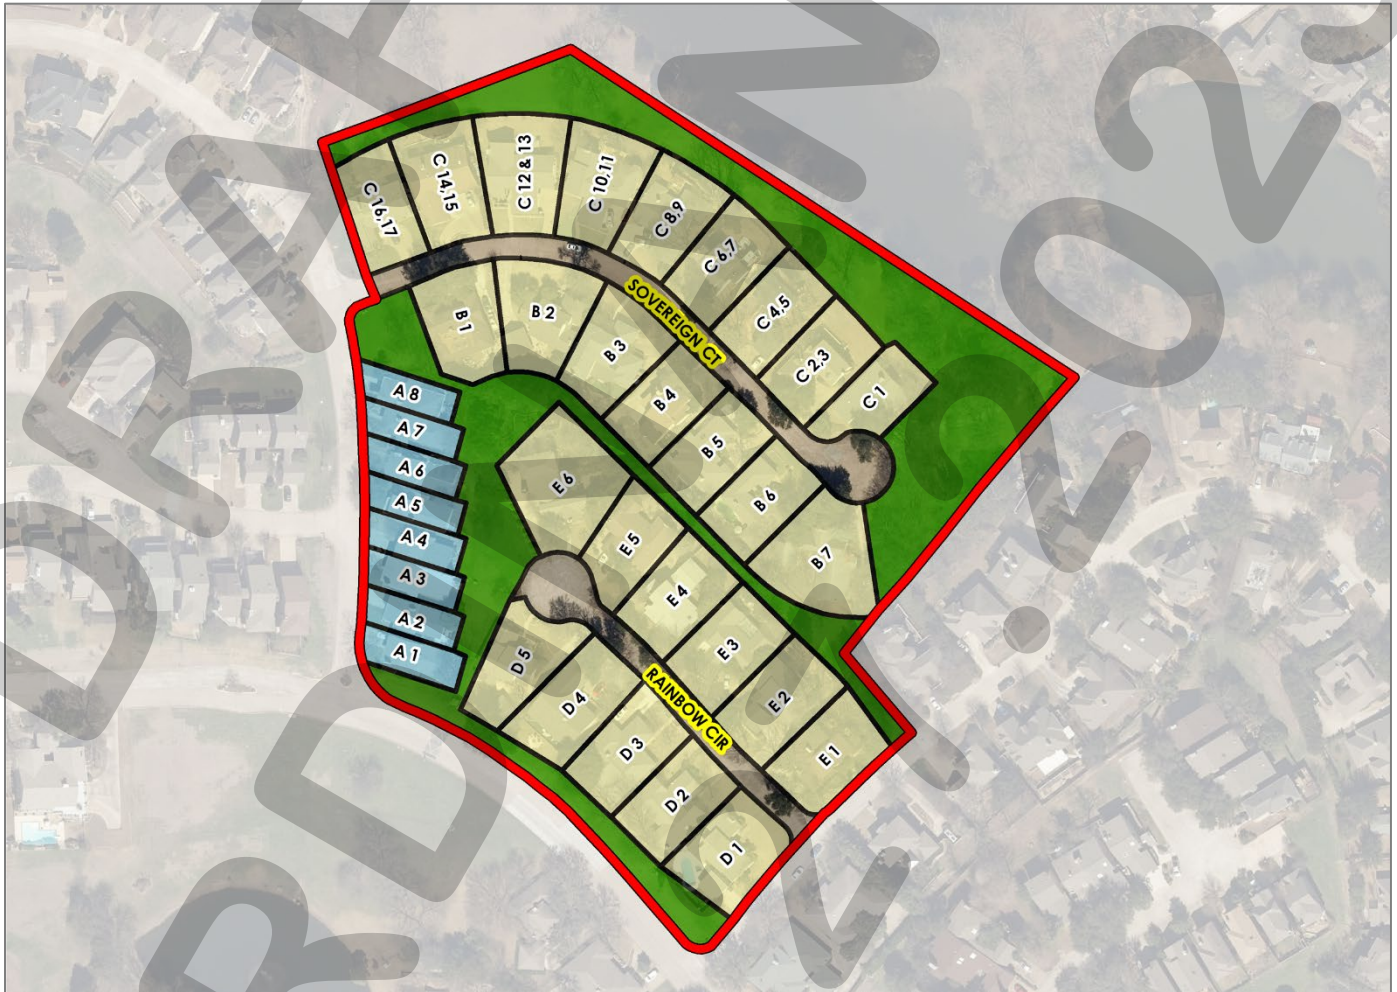 C 16,17
C 14,15
C 12 & 13
C 10,11
C 8,9
C 6,7
C 4,5
C 2,3
C 1
SOVEREIGN CT
B 1
B 2
B 3
B 4
B 5
B 6
B 7
A 8
A 7
A 6
A 5
A 4
A 3
A 2
A 1
E 6
E 5
E 4
E 3
E 2
E 1
RAINBOW CIR
D 5
D 4
D 3
D 2
D 1